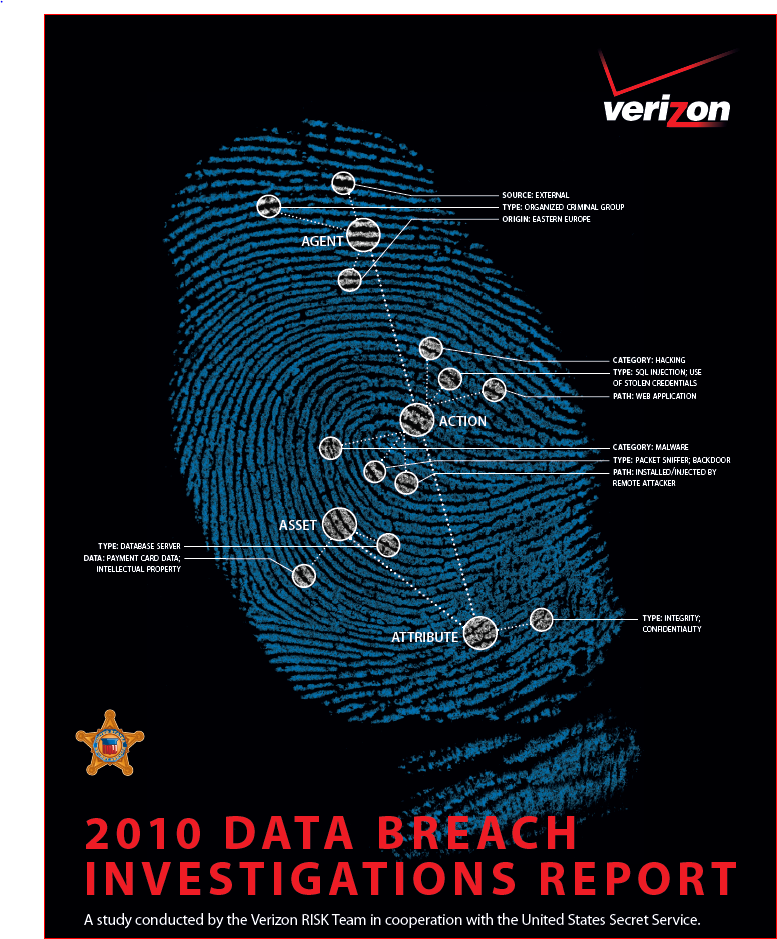 verizon
SOURCE: EXTERNAL
TYPE: ORGANIZED CRIMINAL GROUP
ORIGIN: EASTERN EUROPE
AGENT
CATEGORY: HACKING
TYPE: SQL INJECTION; USE
OF STOLEN CREDENTIALS
PATH: WEB APPLICATION
ACTION
CATEGORY: MALWARE
TYPE: PACKET SNIFFER; BACKDOOR
PATH: INSTALLED/INJECTED BY
REMOTE ATTACKER
ASSET
TYPE: DATABASE SERVER
DATA: PAYMENT CARD DATA;
INTELLECTUAL PROPERTY
ATTRIBUTE
TYPE: INTEGRITY;
CONFIDENTIALITY
2010 DATA BREACH
INVESTIGATIONS REPORT
A study conducted by the Verizon RISK Team in cooperation with the United States Secret Service.